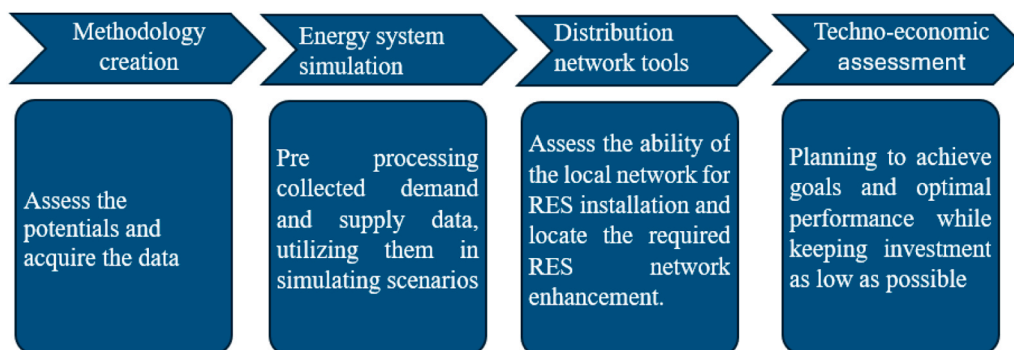 Methodology
creation
Energy system
simulation
Distribution
network tools
Techno-economic
assessment
Assess the
potentials and
acquire the data
Pre processing
collected demand
and supply data,
utilizing them in
simulating scenarios
Assess the ability of
the local network for
RES installation and
locate the required
RES network
enhancement.
Planning to achieve
goals and optimal
performance while
keeping investment
as low as possible